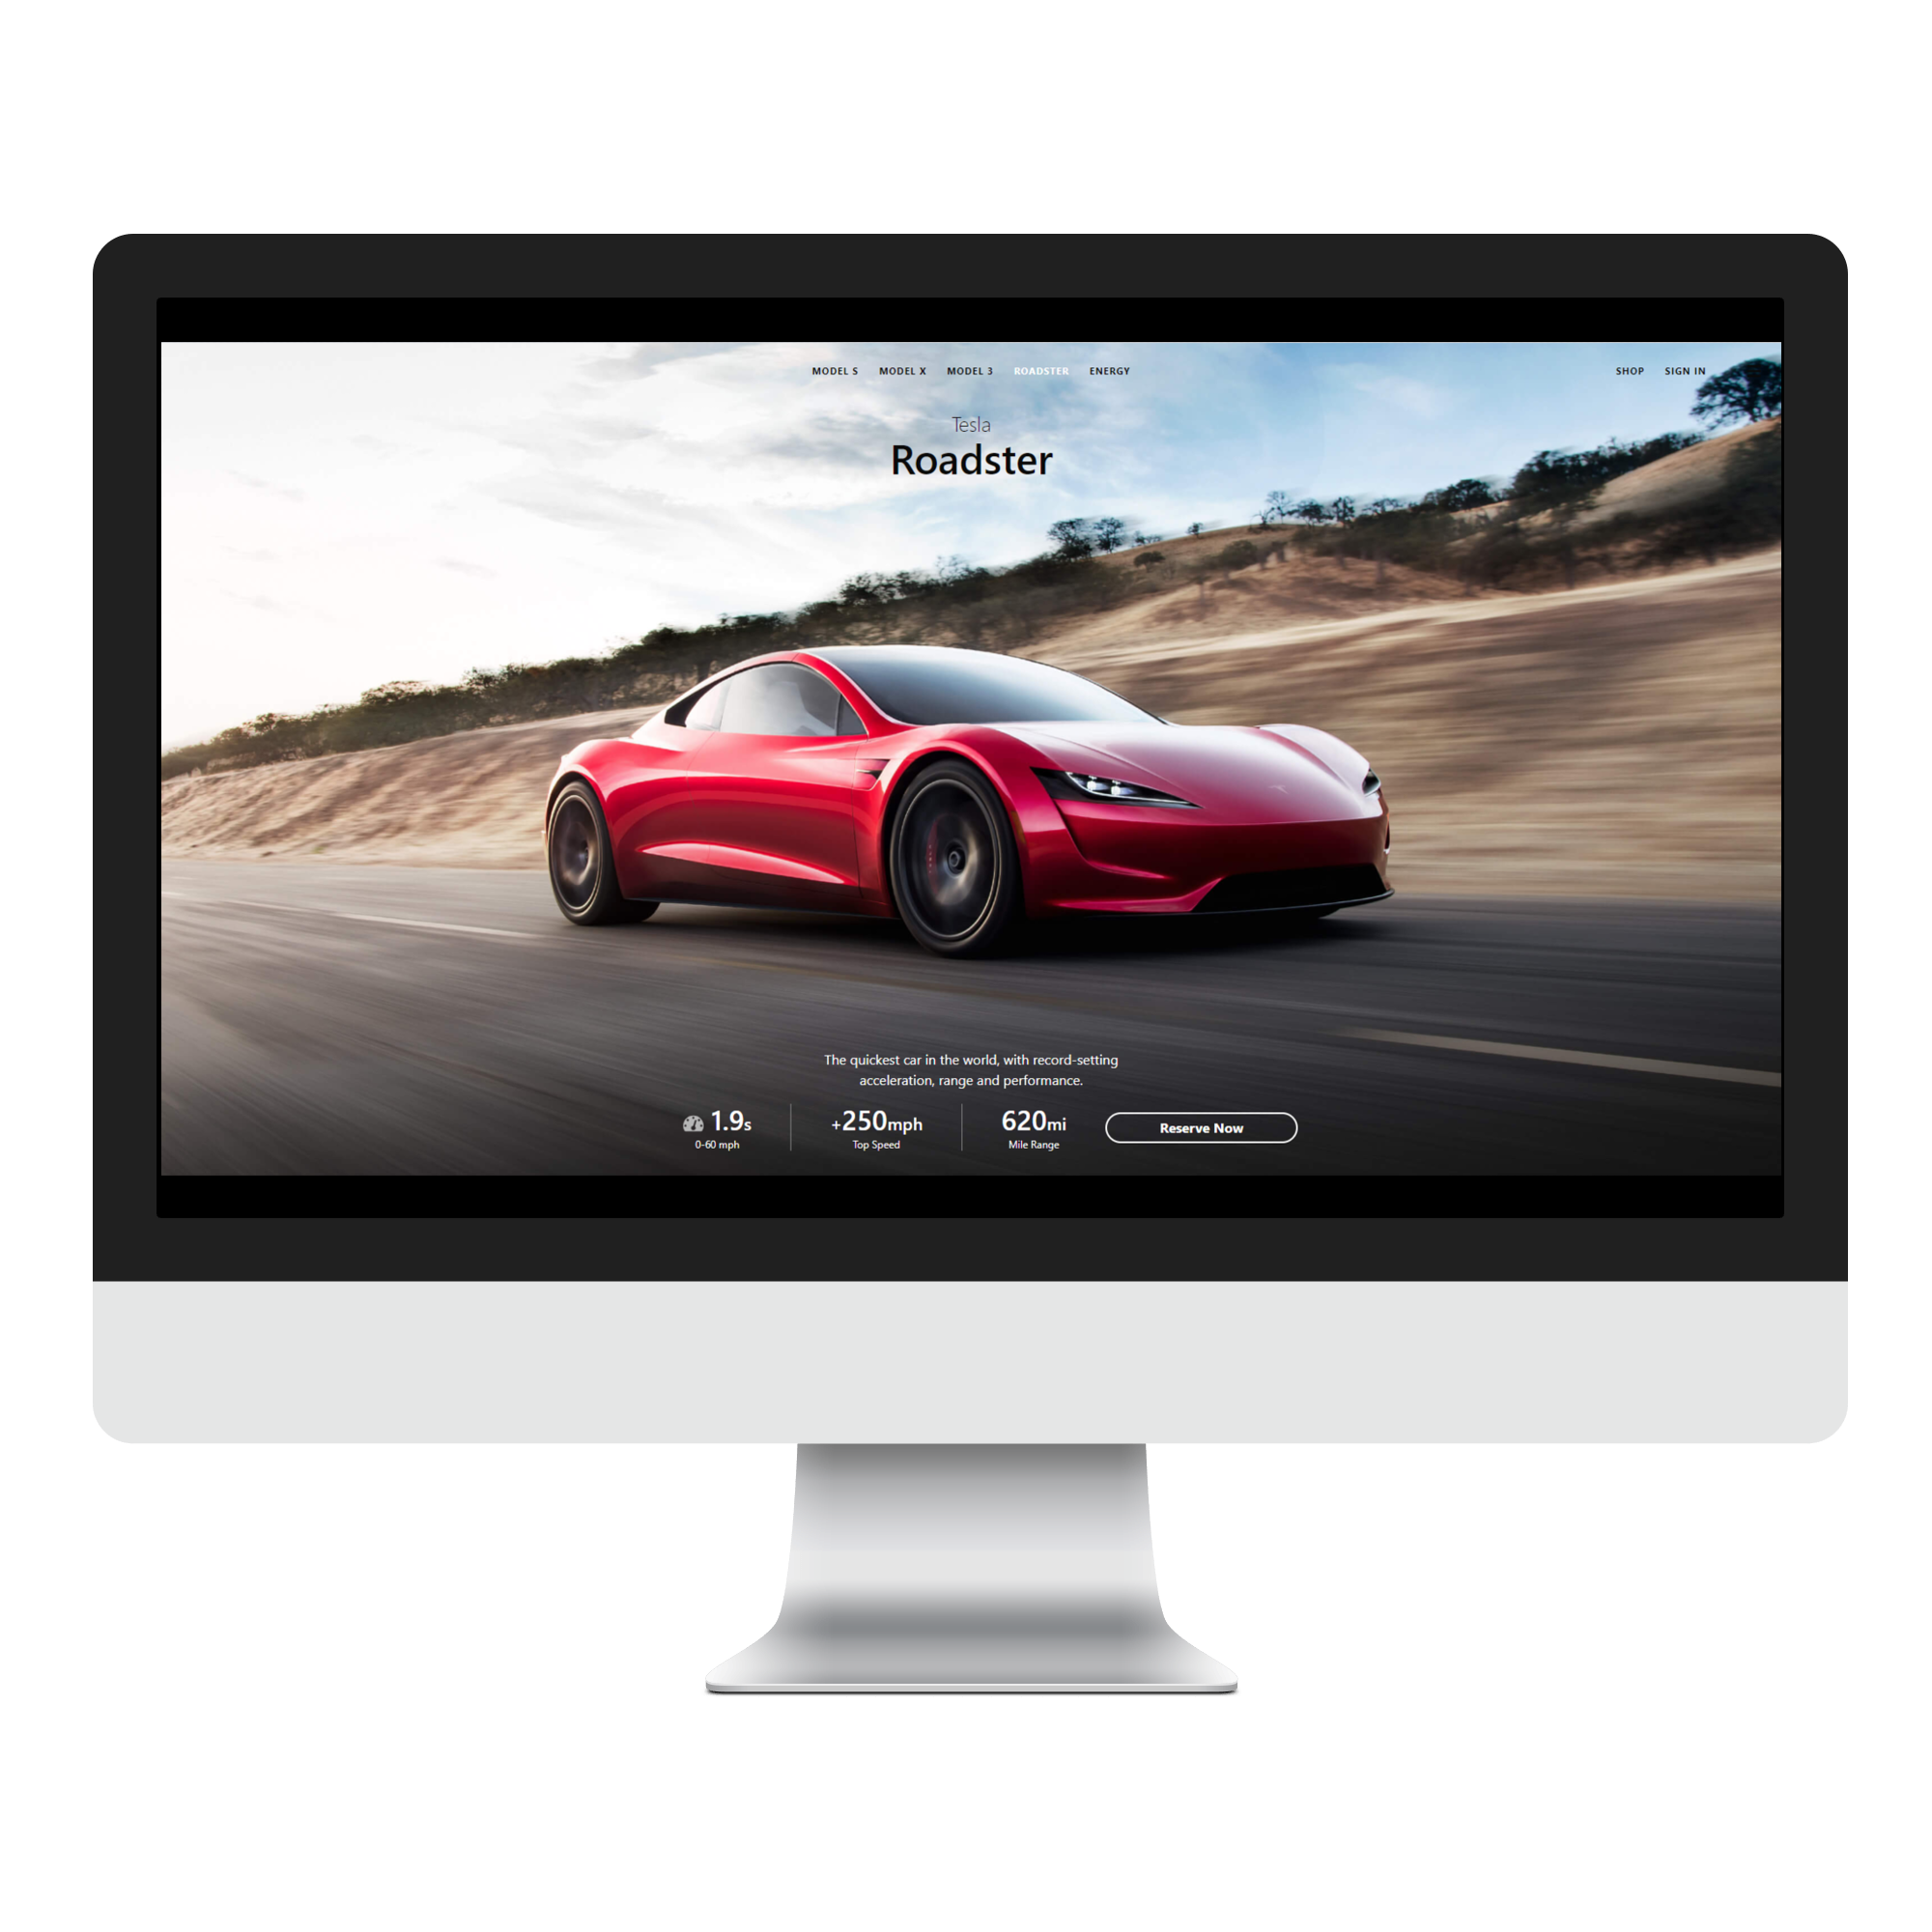 MODEL S MODEL X MODEL 3 ROADSTER ENERGY SHOP SIGN IN
Tesla
Roadster
The quickest car in the world, with record-setting
acceleration, range and performance.
1.9s +250mph 620mi Reserve Now
0-60 mph Top Speed Mile Range